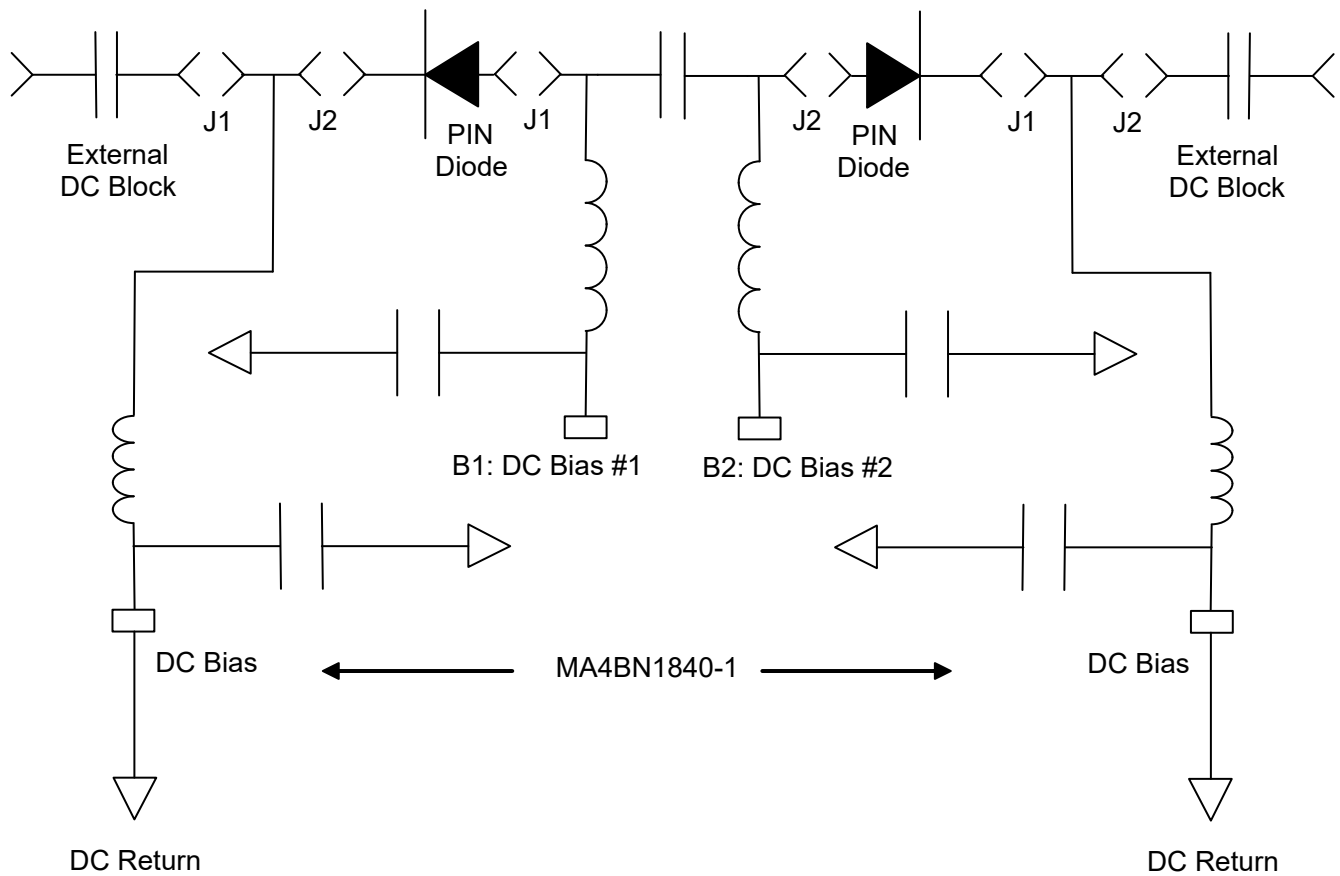 J1
J2
PIN
Diode
J1
J2
PIN
Diode
J1
J2
External
DC Block
External
DC Block
B1: DC Bias #1
B2: DC Bias #2
DC Bias
MA4BN1840-1
DC Bias
DC Return
DC Return